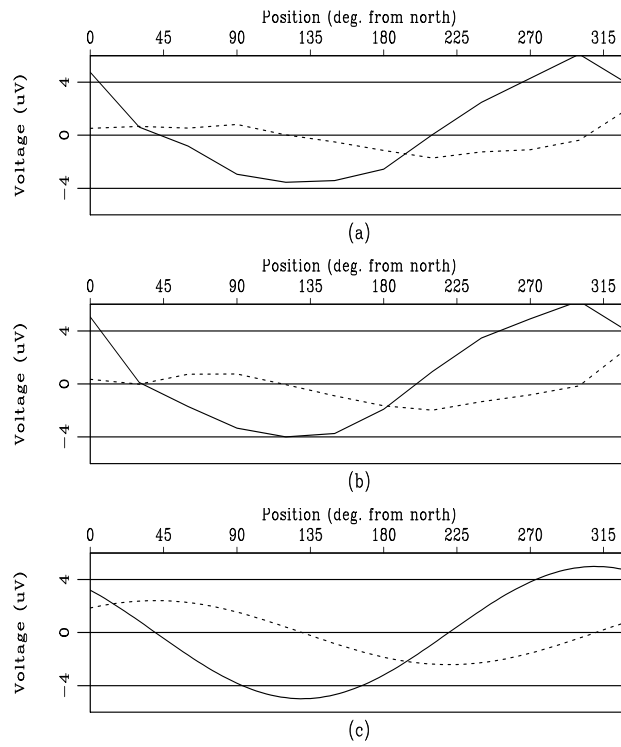 Position (deg. from north)
0 45 90 135 180 225 270 315
Voltage (uV)
4
0
−4
(a)
Position (deg. from north)
0 45 90 135 180 225 270 315
Voltage (uV)
4
0
−4
(b)
Position (deg. from north)
0 45 90 135 180 225 270 315
Voltage (uV)
4
0
−4
(c)